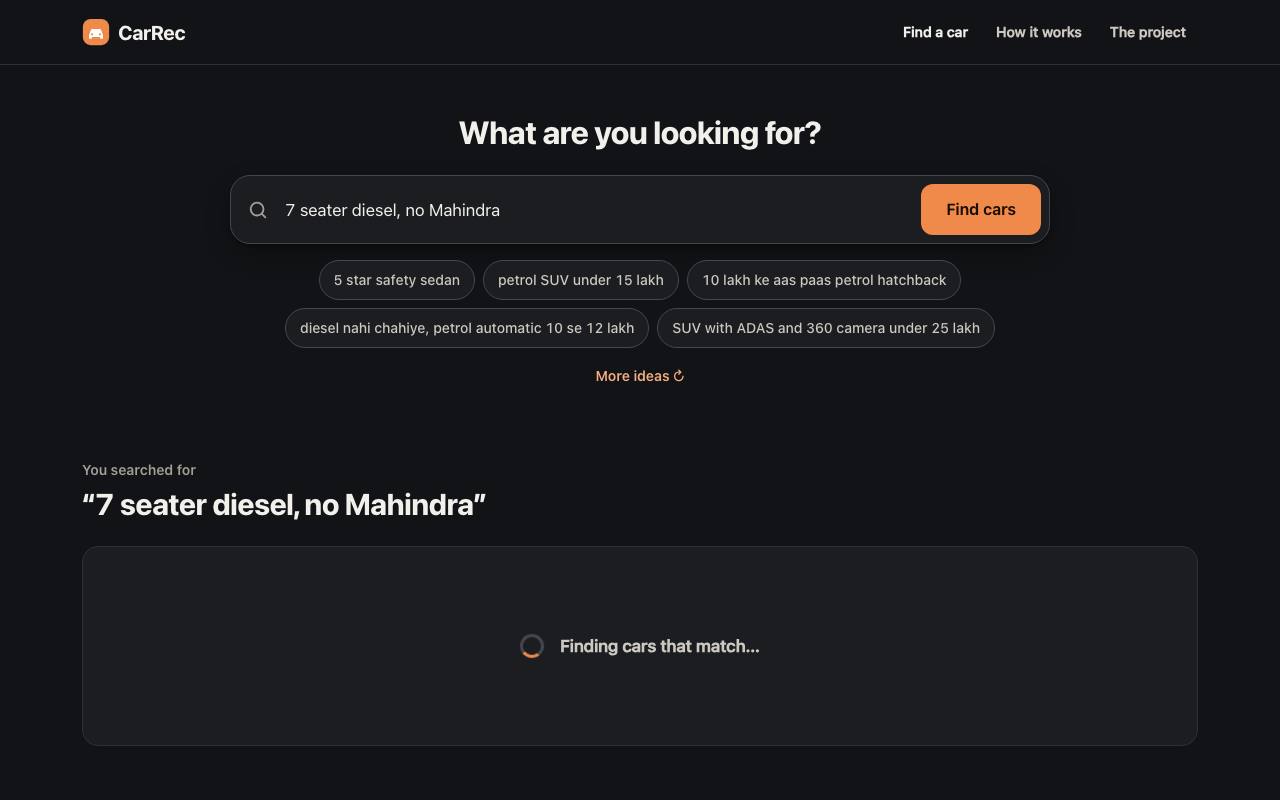 CarRec
Find a car
How it works
The project
What are you looking for?
7 seater diesel, no Mahindra
Find cars
5 star safety sedan
petrol SUV under 15 lakh
10 lakh ke aas paas petrol hatchback
diesel nahi chahiye, petrol automatic 10 se 12 lakh
SUV with ADAS and 360 camera under 25 lakh
More ideas ↻
You searched for
“7 seater diesel, no Mahindra”
Finding cars that match...